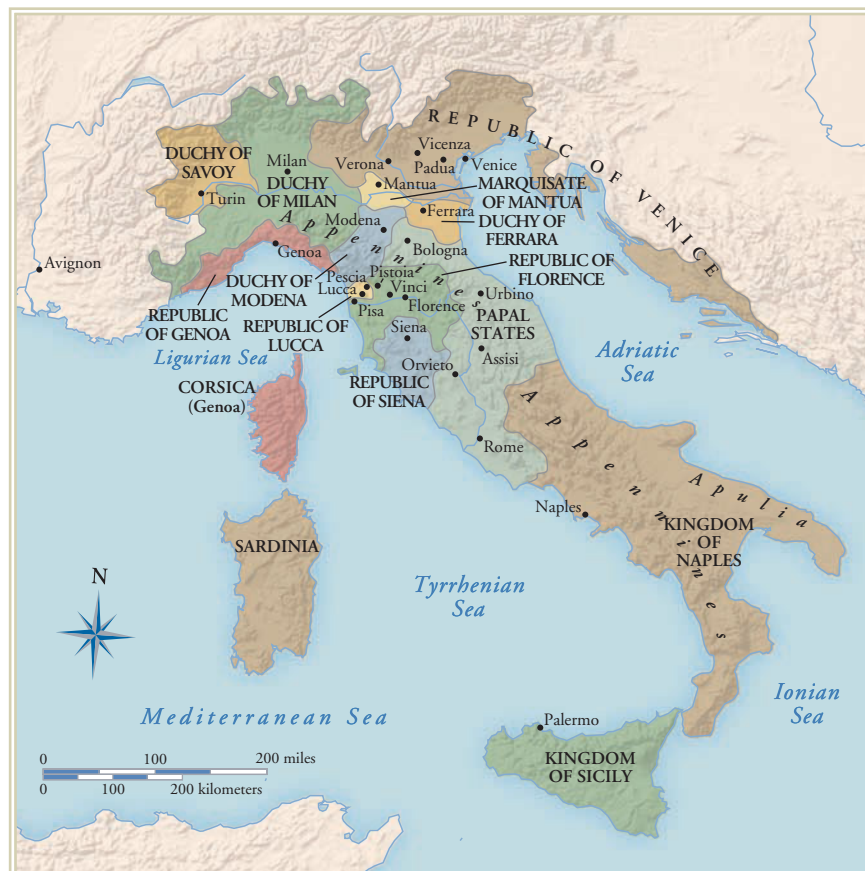 REPUBLIC OF VENICE
DUCHY OF
SAVOY
Milan
DUCHY
OF MILAN
Turin
Vicenza
Verona
Padua
Venice
Mantua
MARQUISATE
OF MANTUA
Ferrara
DUCHY OF
FERRARA
Modena
Appennines
Bologna
Avignon
Genoa
DUCHY OF
MODENA
REPUBLIC OF
FLORENCE
Pistoia
Pescia
Lucca
Vinci
Florence
Pisa
Urbino
PAPAL
STATES
REPUBLIC
OF GENOA
REPUBLIC OF
LUCCA
Siena
Ligurian Sea
Assisi
Adriatic
Sea
Orvieto
REPUBLIC
OF SIENA
CORSICA
(Genoa)
Rome
Appennines
Apulia
Naples
KINGDOM
OF
NAPLES
SARDINIA
Tyrrhenian
Sea
N
Ionian
Sea
Mediterranean Sea
Palermo
KINGDOM
OF SICILY
0 100 200 miles
0 100 200 kilometers